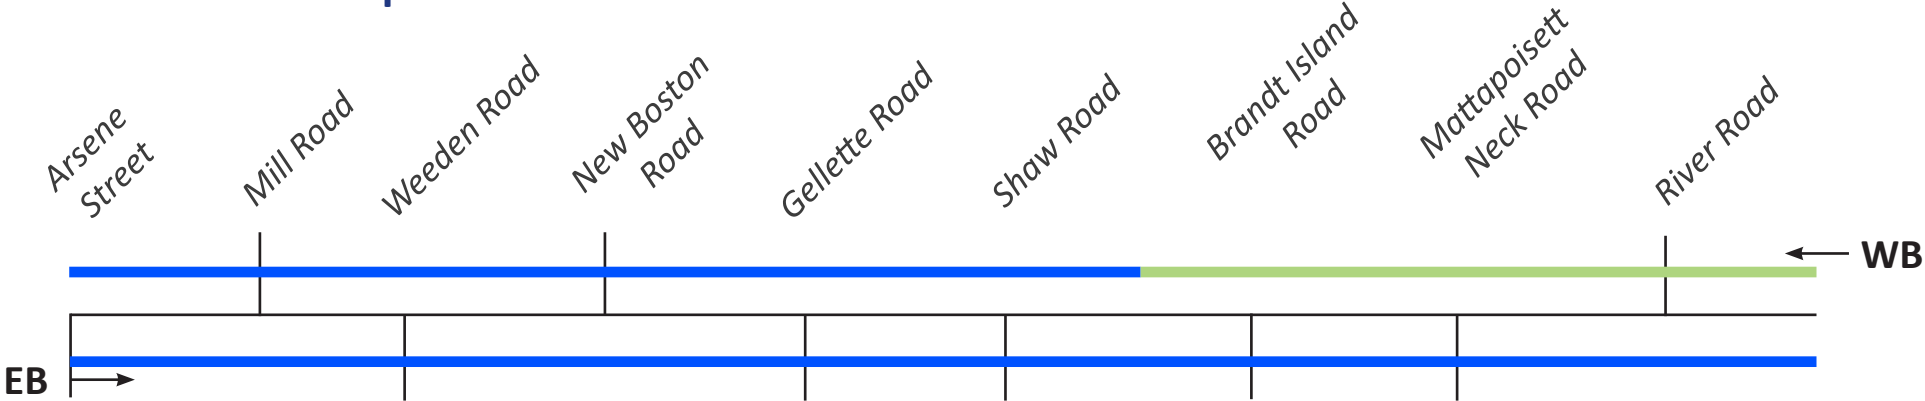 Arsene
Street
Mill Road
Weeden Road
New Boston
Road
Gellette Road
Shaw Road
Brandt Island
Road
Mattapoisett
Neck Road
River Road
WB
EB